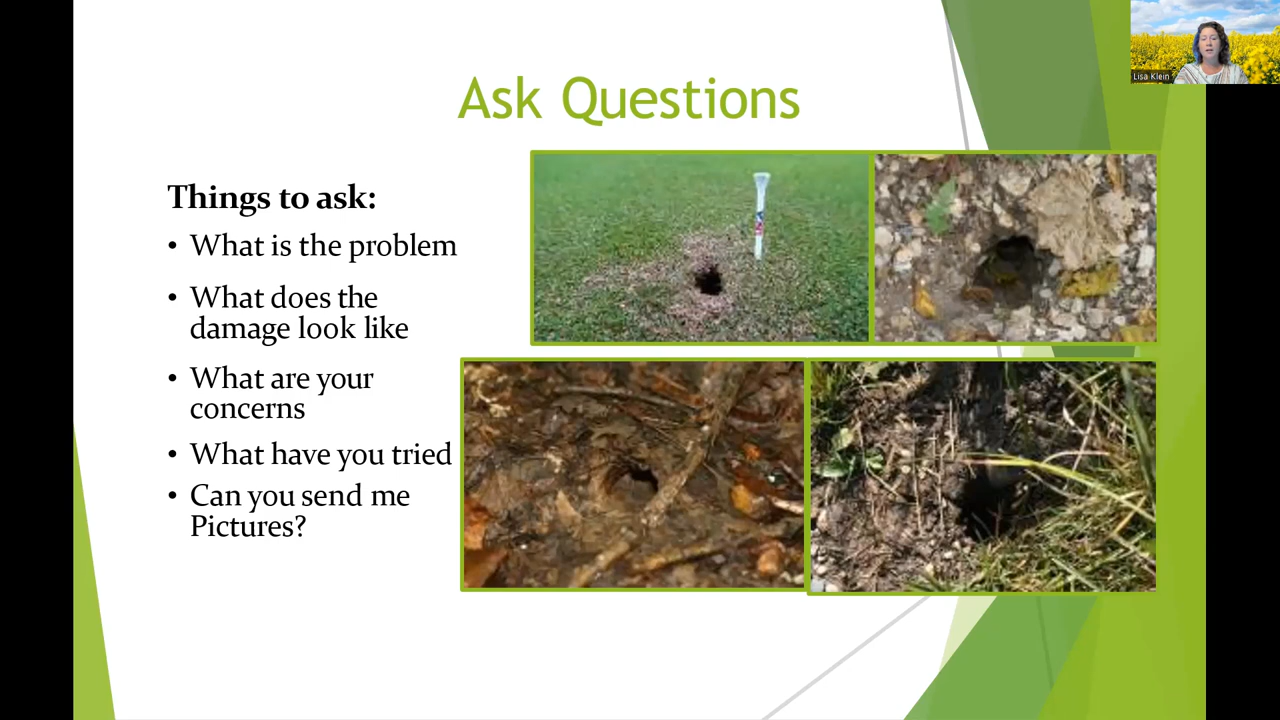 Lisa Klein
Ask Questions
Things to ask:
• What is the problem
• What does the
damage look like
• What are your
concerns
• What have you tried
• Can you send me
Pictures?